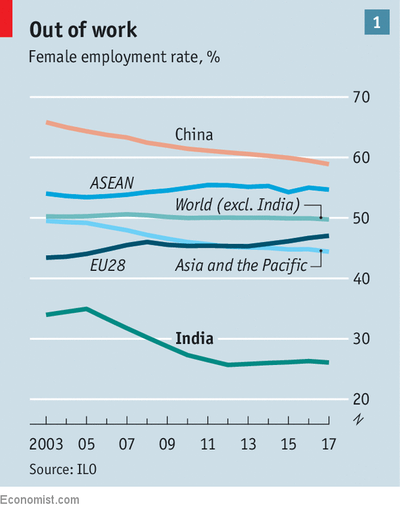 Out of work
1
Female employment rate, %
70
China
60
ASEAN
World (excl. India)
50
EU28
Asia and the Pacific
40
India
30
20
2003 05 07 09 11 13 15 17
Source: ILO
Economist.com